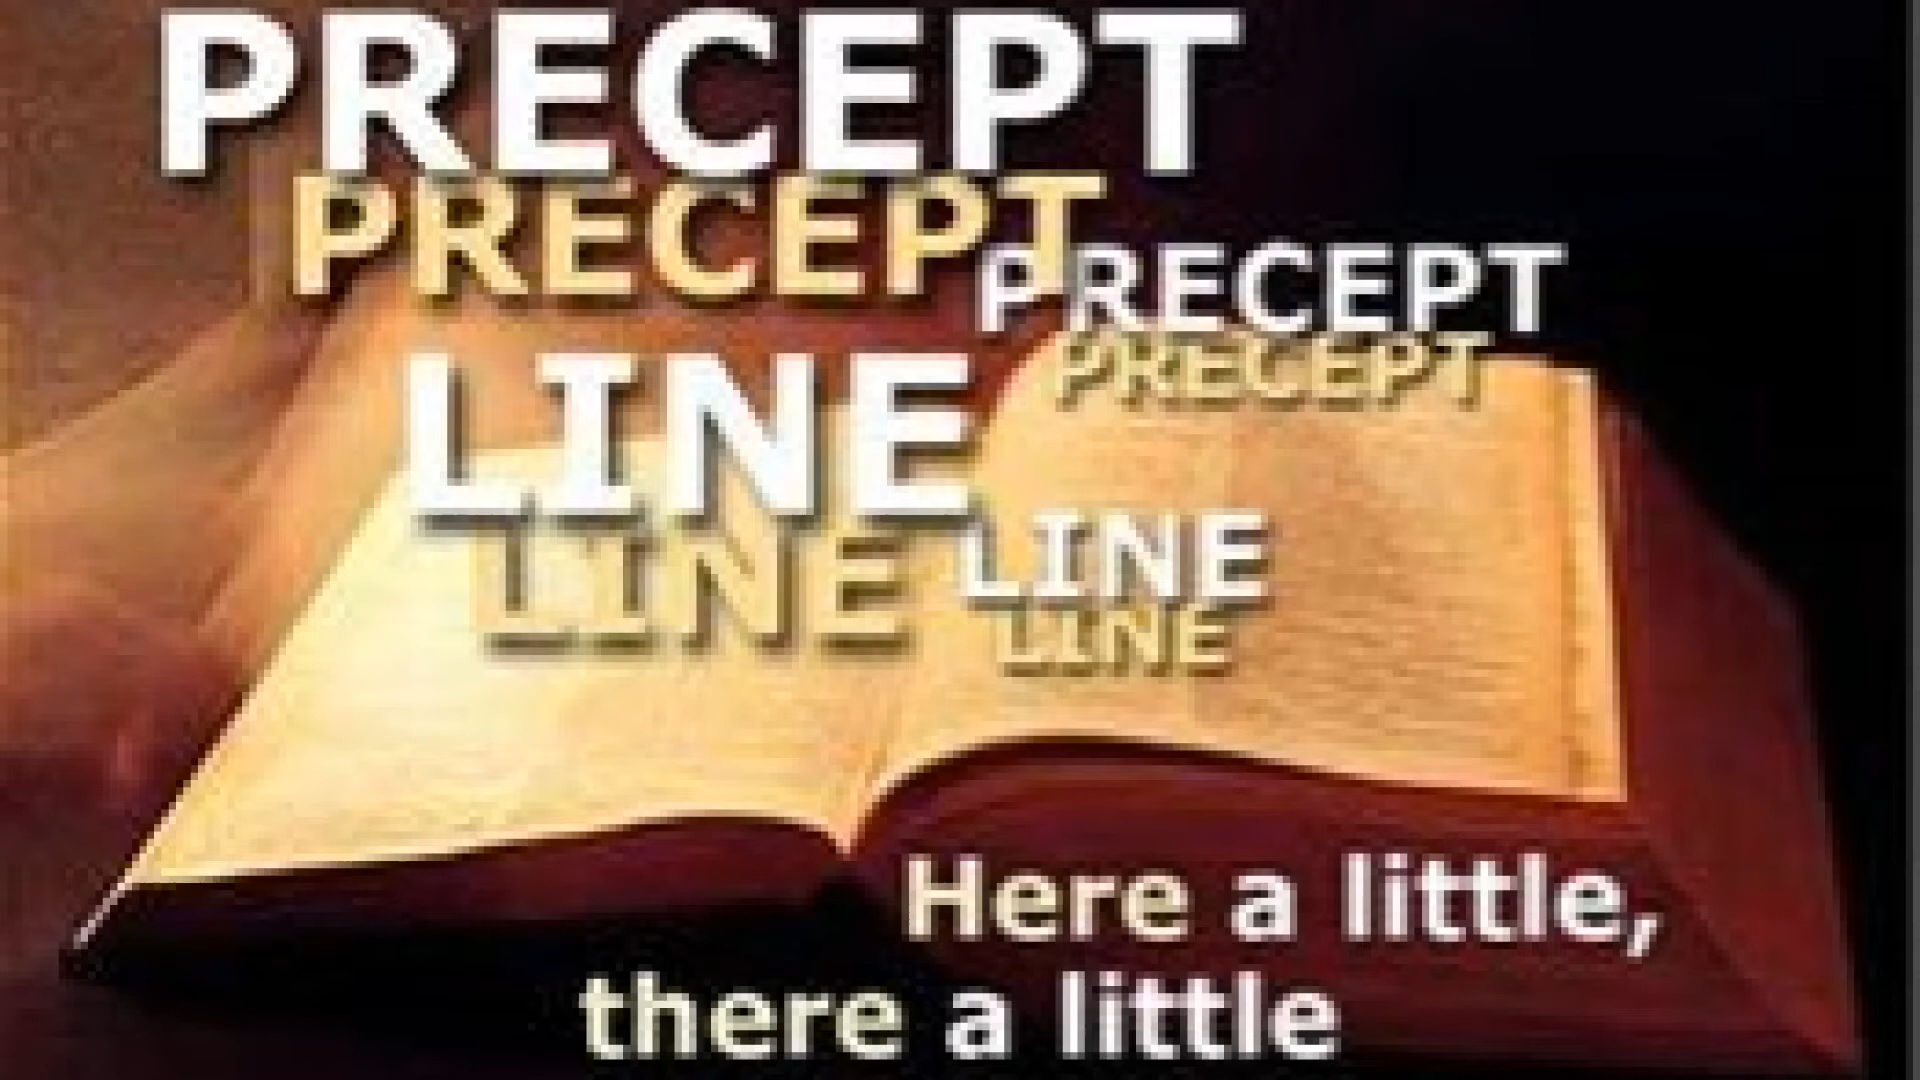 PRECEPT
PRECEPT
PRECEPT
PRECEPT
LINE
LINE
LINE
LINE
Here a little,
there a little